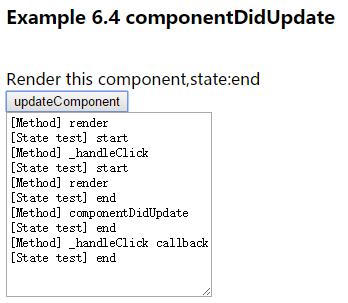 Example 6.4 componentDidUpdate
Render this component,state:end
updateComponent
[Method] render
[State test] start
[Method] _handleClick
[State test] start
[Method] render
[State test] end
[Method] componentDidUpdate
[State test] end
[Method] _handleClick callback
[State test] end